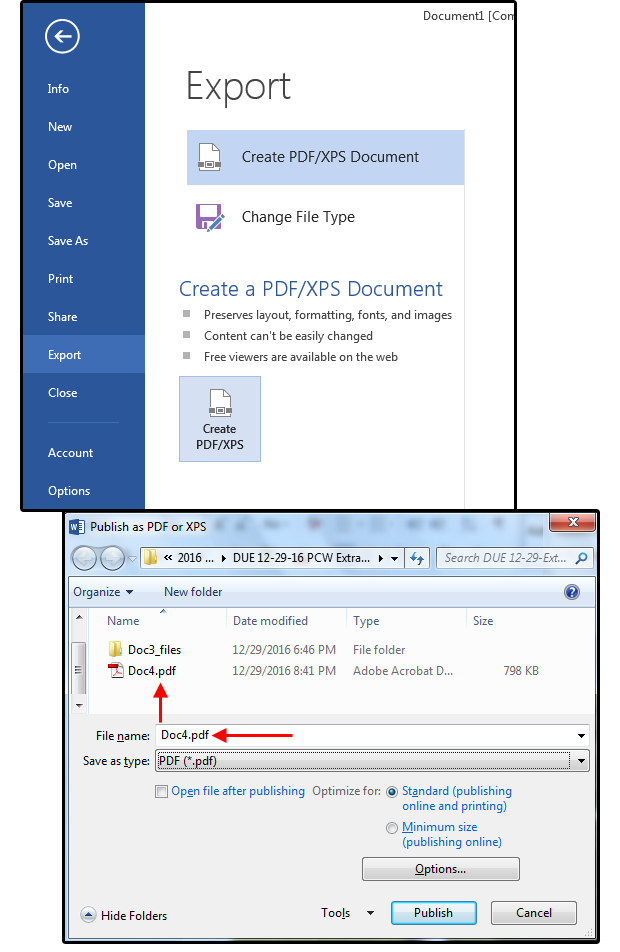 Document1 [Com
Info
New
Open
Save
Save As
Print
Share
Export
Close
Account
Options
Export
Create PDF/XPS Document
Change File Type
Create a PDF/XPS Document
Preserves layout, formatting, fonts, and images
Content can't be easily changed
Free viewers are available on the web
Create
PDF/XPS
Publish as PDF or XPS
« 2016 ... DUE 12-29-16 PCW Extra... Search DUE 12-29-Ext...
Organize New folder
Name Date modified Type Size
Doc3_files 12/29/2016 6:46 PM File folder
Doc4.pdf 12/29/2016 8:41 PM Adobe Acrobat D... 798 KB
File name: Doc4.pdf
Save as type: PDF (*.pdf)
Open file after publishing Optimize for: Standard (publishing
online and printing)
Minimum size
(publishing online)
Options...
Hide Folders Tools Publish Cancel